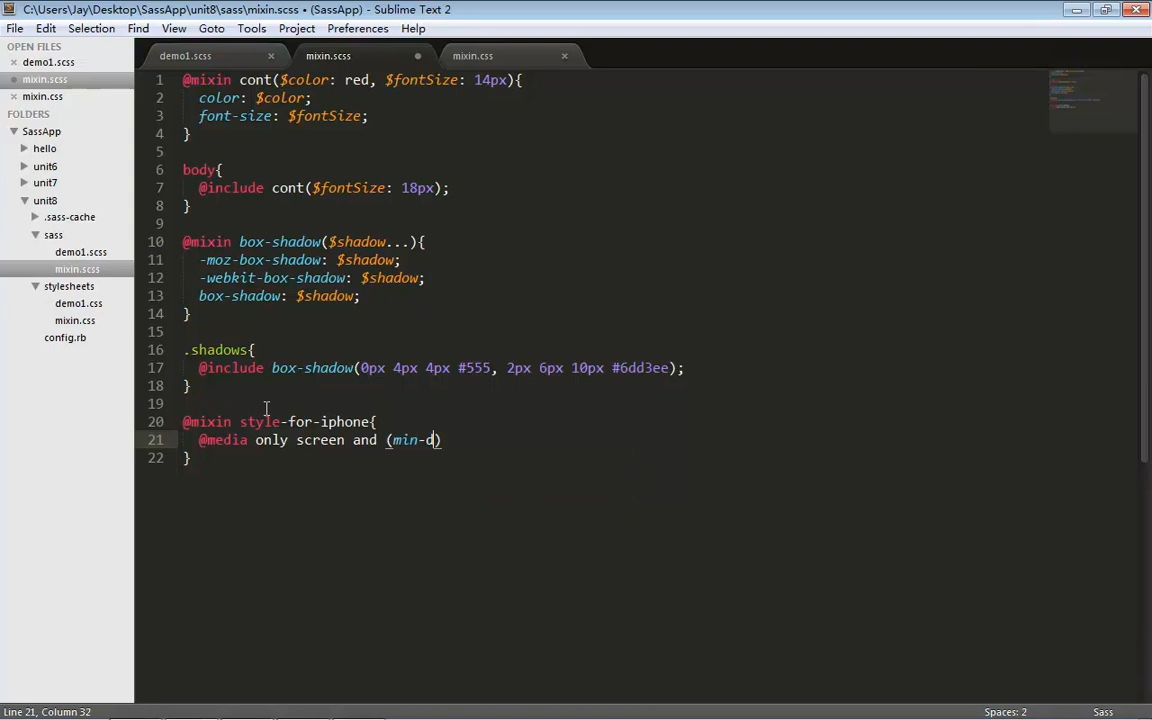 C:\Users\Jay\Desktop\SassApp\unit8\sass\mixin.scss • (SassApp) - Sublime Text 2
File Edit Selection Find View Goto Tools Project Preferences Help
OPEN FILES
demo1.scss
mixin.scss
mixin.css
FOLDERS
SassApp
hello
unit6
unit7
unit8
.sass-cache
sass
demo1.scss
mixin.scss
stylesheets
demo1.css
mixin.css
config.rb
demo1.scss mixin.scss mixin.css
1 @mixin cont($color: red, $fontSize: 14px){
2 color: $color;
3 font-size: $fontSize;
4 }
5
6 body{
7 @include cont($fontSize: 18px);
8 }
9
10 @mixin box-shadow($shadow...){
11 -moz-box-shadow: $shadow;
12 -webkit-box-shadow: $shadow;
13 box-shadow: $shadow;
14 }
15
16 .shadows{
17 @include box-shadow(0px 4px 4px #555, 2px 6px 10px #6dd3ee);
18 }
19
20 @mixin style-for-iphone{
21 @media only screen and (min-d)
22 }
Line 21, Column 32 Spaces: 2 Sass